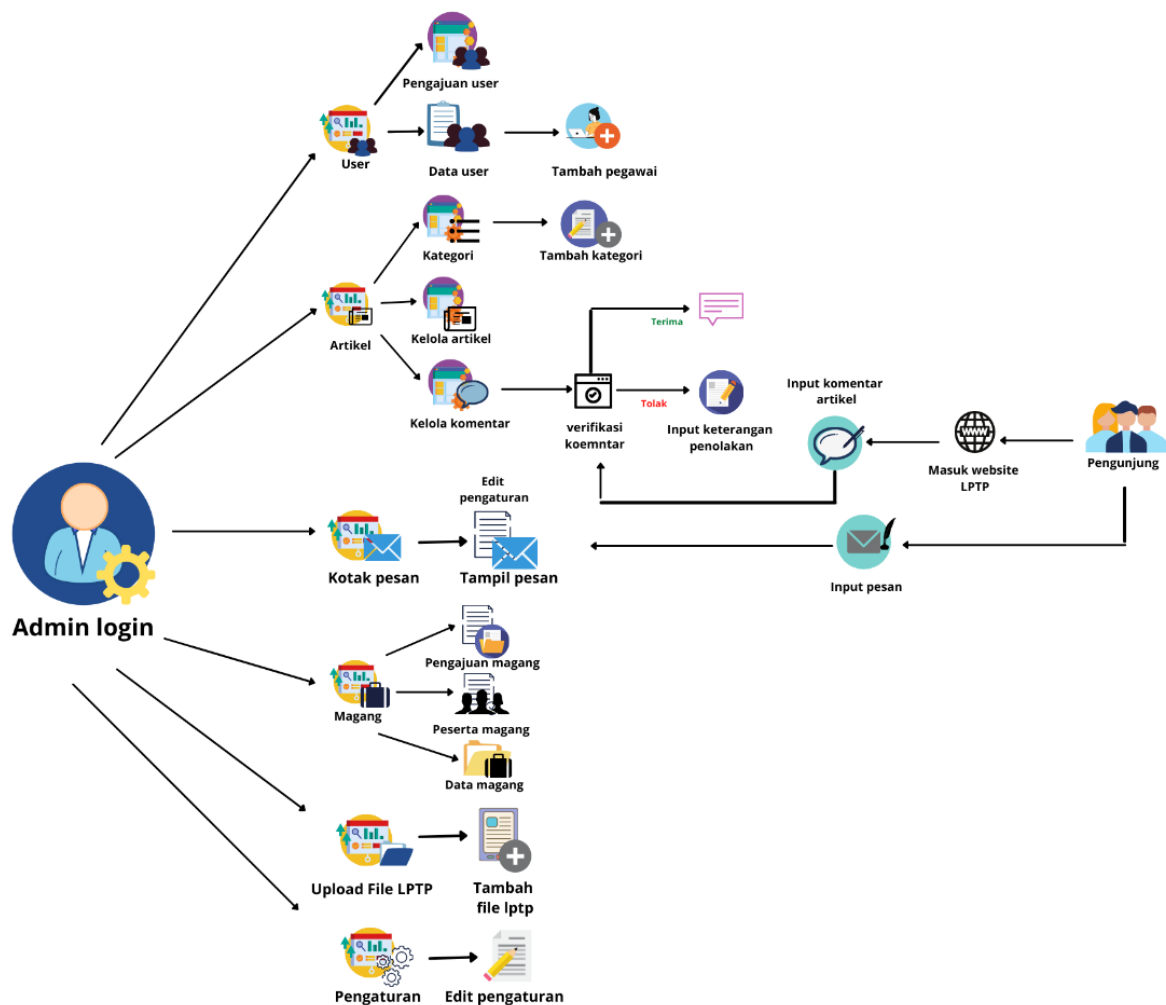 Pengajuan user
User
Data user
Tambah pegawai
Kategori
Tambah kategori
Artikel
Kelola artikel
Terima
Kelola komentar
Tolak
verifikasi
koemntar
Input keterangan
penolakan
Input komentar
artikel
Masuk website
LPTP
Pengunjung
Edit
pengaturan
Kotak pesan
Tampil pesan
Input pesan
Admin login
Pengajuan magang
Magang
Peserta magang
Data magang
Upload File LPTP
Tambah
file lptp
Pengaturan
Edit pengaturan